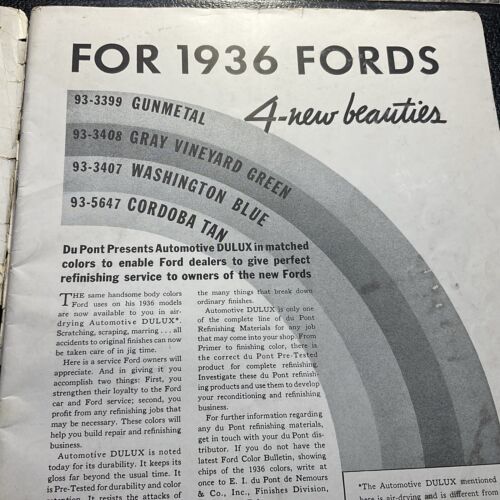 FOR 1936 FORDS
4-new beauties
93-3399 GUNMETAL
93-3408 GRAY VINEYARD GREEN
93-3407 WASHINGTON BLUE
93-5647 CORDOBA TAN
Du Pont Presents Automotive DULUX in matched
colors to enable Ford dealers to give perfect
refinishing service to owners of the new Fords
THE same handsome body colors
Ford uses on his 1936 models
are now available to you in air-
drying Automotive DULUX*.
Scratching, scraping, marring . . . all
accidents to original finishes can now
be taken care of in jig time.
Here is a service Ford owners will
appreciate. And in giving it you
accomplish two things: First, you
strengthen their loyalty to the Ford
car and Ford service; second, you
profit from any refinishing jobs that
may be necessary. These colors will
help you build repair and refinishing
business.
Automotive DULUX is noted
today for its durability. It keeps its
gloss far beyond the usual time. It
is Pre-Tested for durability and color
retention. It resists the attacks of
the many things that break down
ordinary finishes.
Automotive DULUX is only one
of the complete line of du Pont
Refinishing Materials for any job
that may come into your shop. From
Primer to finishing color, there is
the correct du Pont Pre-Tested
product for complete refinishing.
Investigate these du Pont refinish-
ing products and use them to develop
your reconditioning and refinishing
business.
For further information regarding
any du Pont refinishing materials,
get in touch with your du Pont dis-
tributor. If you do not have the
latest Ford Color Bulletin, showing
chips of the 1936 colors, write at
once to E. I. du Pont de Nemours
& Co., Inc., Finishes Division,
*The Automotive DULUX mentioned
here is air-drying and is different from